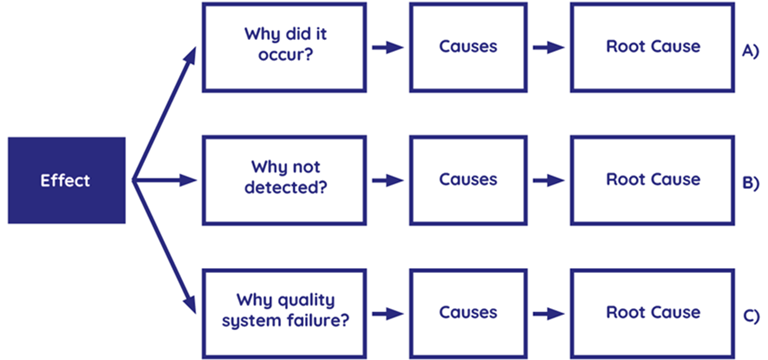 Why did it
occur?
Causes
Root Cause
A)
Effect
Why not
detected?
Causes
Root Cause
B)
Why quality
system failure?
Causes
Root Cause
C)